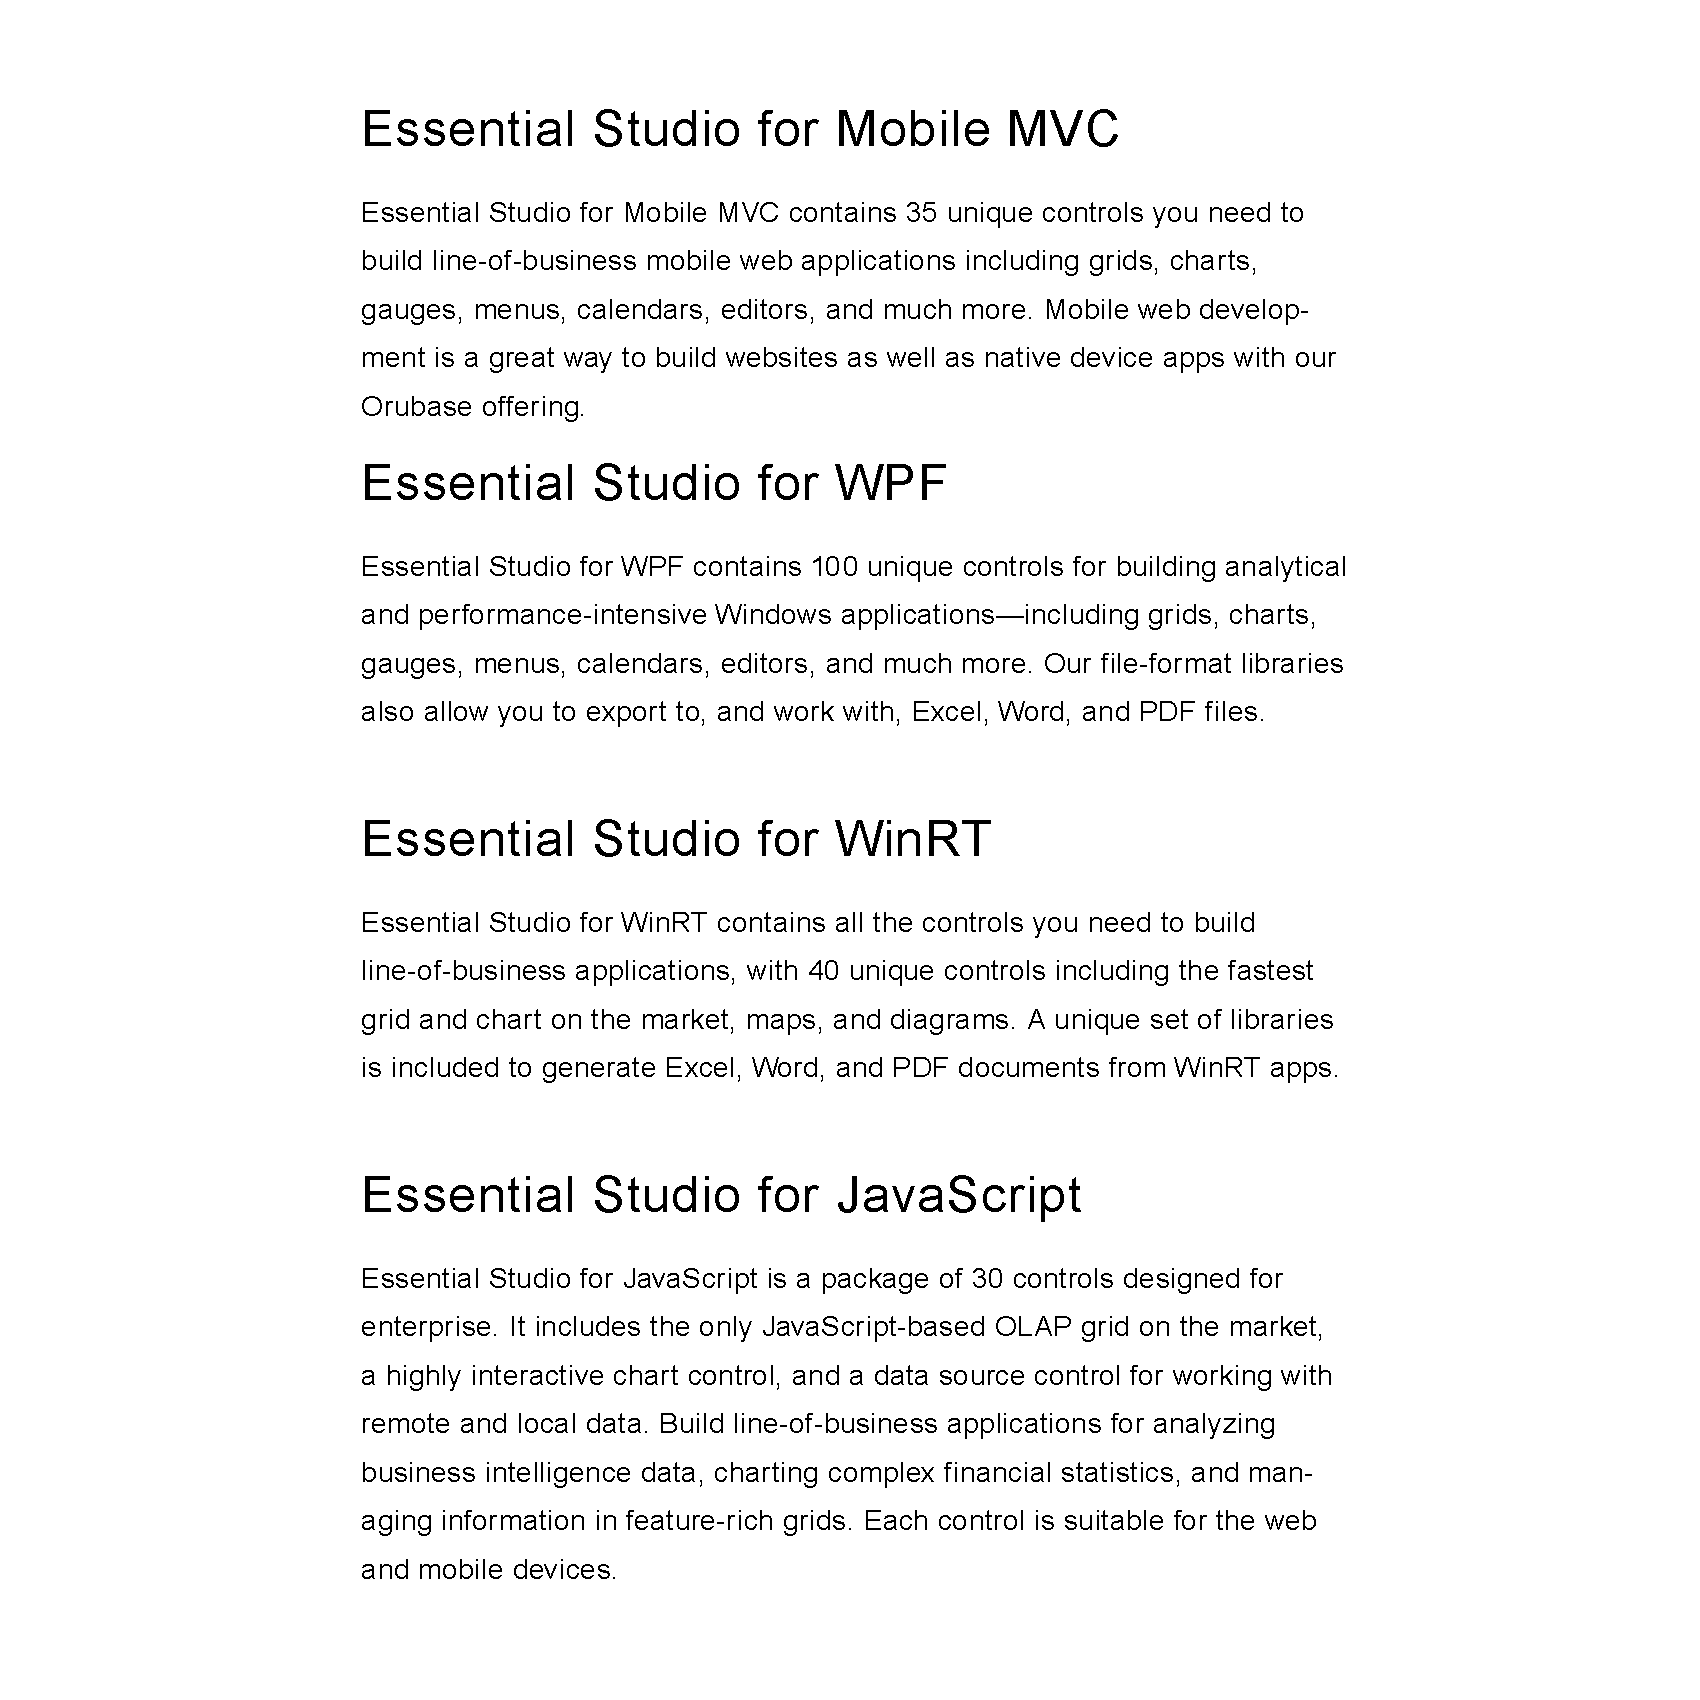 Essential Studio for Mobile MVC
Essential Studio for Mobile MVC contains 35 unique controls you need to
build line-of-business mobile web applications including grids, charts,
gauges, menus, calendars, editors, and much more. Mobile web develop-
ment is a great way to build websites as well as native device apps with our
Orubase offering.
Essential Studio for WPF
Essential Studio for WPF contains 100 unique controls for building analytical
and performance-intensive Windows applications—including grids, charts,
gauges, menus, calendars, editors, and much more. Our file-format libraries
also allow you to export to, and work with, Excel, Word, and PDF files.
Essential Studio for WinRT
Essential Studio for WinRT contains all the controls you need to build
line-of-business applications, with 40 unique controls including the fastest
grid and chart on the market, maps, and diagrams. A unique set of libraries
is included to generate Excel, Word, and PDF documents from WinRT apps.
Essential Studio for JavaScript
Essential Studio for JavaScript is a package of 30 controls designed for
enterprise. It includes the only JavaScript-based OLAP grid on the market,
a highly interactive chart control, and a data source control for working with
remote and local data. Build line-of-business applications for analyzing
business intelligence data, charting complex financial statistics, and man-
aging information in feature-rich grids. Each control is suitable for the web
and mobile devices.